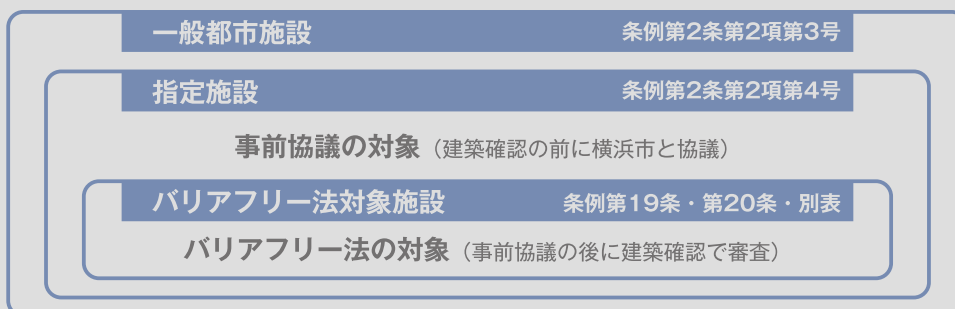 一般都市施設 条例第2条第2項第3号
指定施設 条例第2条第2項第4号
事前協議の対象（建築確認の前に横浜市と協議）
バリアフリー法対象施設 条例第19条・第20条・別表
バリアフリー法の対象（事前協議の後に建築確認で審査）